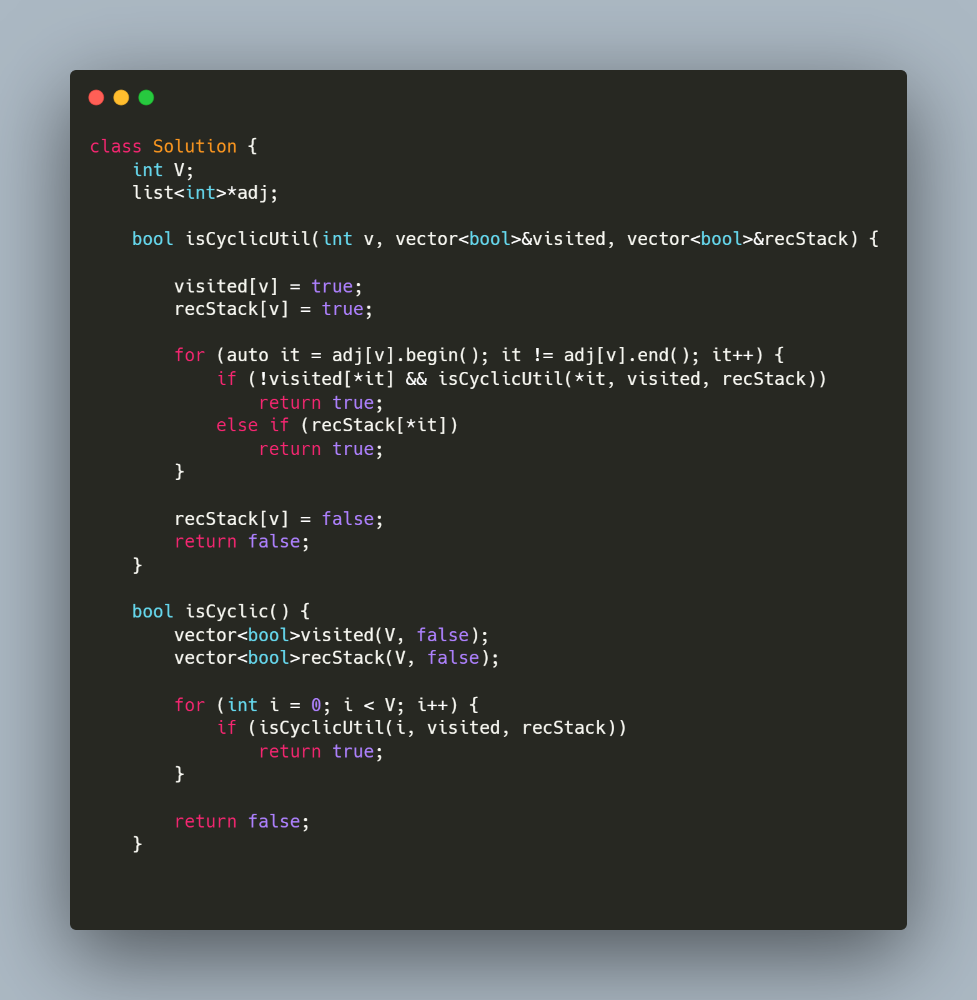 class Solution {
    int V;
    list<int>*adj;

    bool isCyclicUtil(int v, vector<bool>&visited, vector<bool>&recStack) {

        visited[v] = true;
        recStack[v] = true;

        for (auto it = adj[v].begin(); it != adj[v].end(); it++) {
            if (!visited[*it] && isCyclicUtil(*it, visited, recStack))
                return true;
            else if (recStack[*it])
                return true;
        }

        recStack[v] = false;
        return false;
    }

    bool isCyclic() {
        vector<bool>visited(V, false);
        vector<bool>recStack(V, false);

        for (int i = 0; i < V; i++) {
            if (isCyclicUtil(i, visited, recStack))
                return true;
        }

        return false;
    }